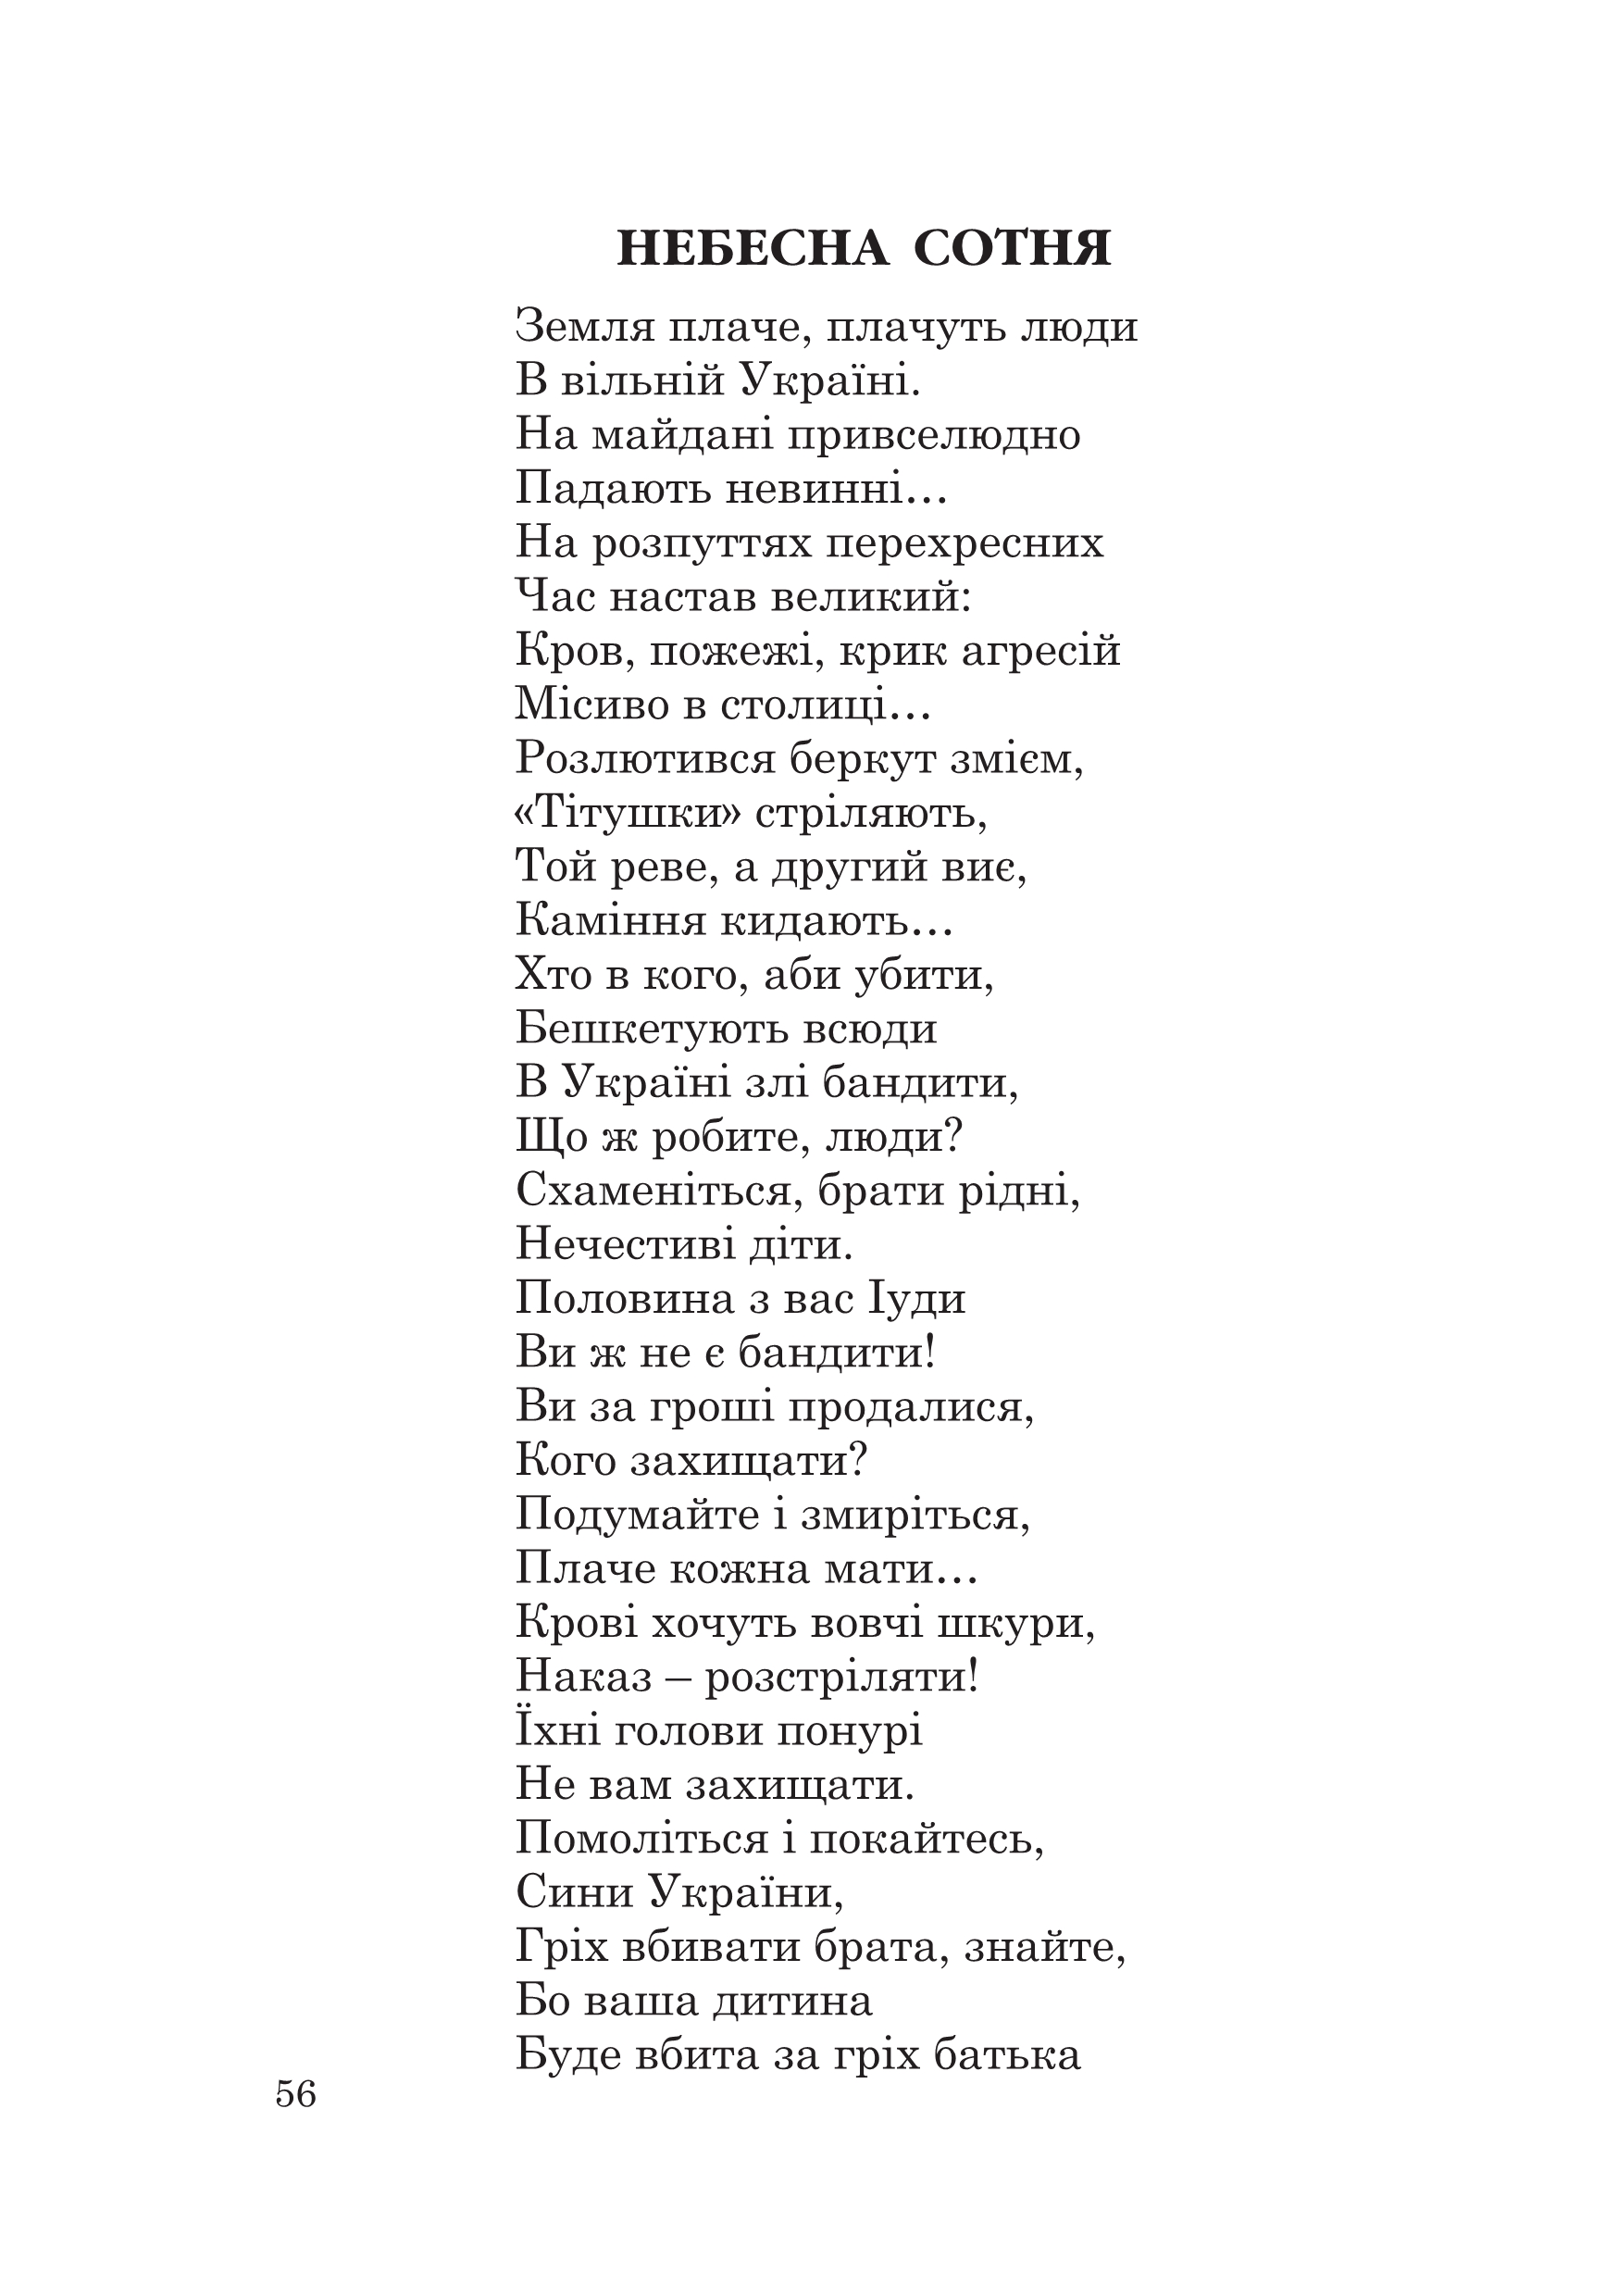 НЕБЕСНА СОТНЯ
Земля плаче, плачуть люди
В вільній Україні.
На майдані привселюдно
Падають невинні…
На розпуттях перехресних
Час настав великий:
Кров, пожежі, крик агресій
Місиво в столиці…
Розлютився беркут змієм,
«Тітушки» стріляють,
Той реве, а другий виє,
Каміння кидають…
Хто в кого, аби убити,
Бешкетують всюди
В Україні злі бандити,
Що ж робите, люди?
Схаменіться, брати рідні,
Нечестиві діти.
Половина з вас Іуди
Ви ж не є бандити!
Ви за гроші продалися,
Кого захищати?
Подумайте і змиріться,
Плаче кожна мати…
Крові хочуть вовчі шкури,
Наказ – розстріляти!
Їхні голови понурі
Не вам захищати.
Помоліться і покайтесь,
Сини України,
Гріх вбивати брата, знайте,
Бо ваша дитина
Буде вбита за гріх батька
56